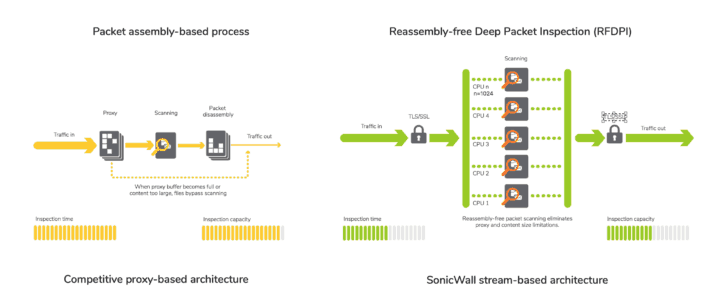 Packet assembly-based process
Reassembly-free Deep Packet Inspection (RFDPI)
Proxy
Scanning
Packet
disassembly
Traffic in
Traffic out
When proxy buffer becomes full or
content too large, files bypass scanning.
Inspection time
Inspection capacity
Competitive proxy-based architecture
Scanning
CPU n
n=1024
CPU 4
CPU 3
CPU 2
CPU 1
TLS/SSL
Traffic in
Traffic out
Reassembly-free packet scanning eliminates
proxy and content size limitations.
Inspection time
Inspection capacity
SonicWall stream-based architecture